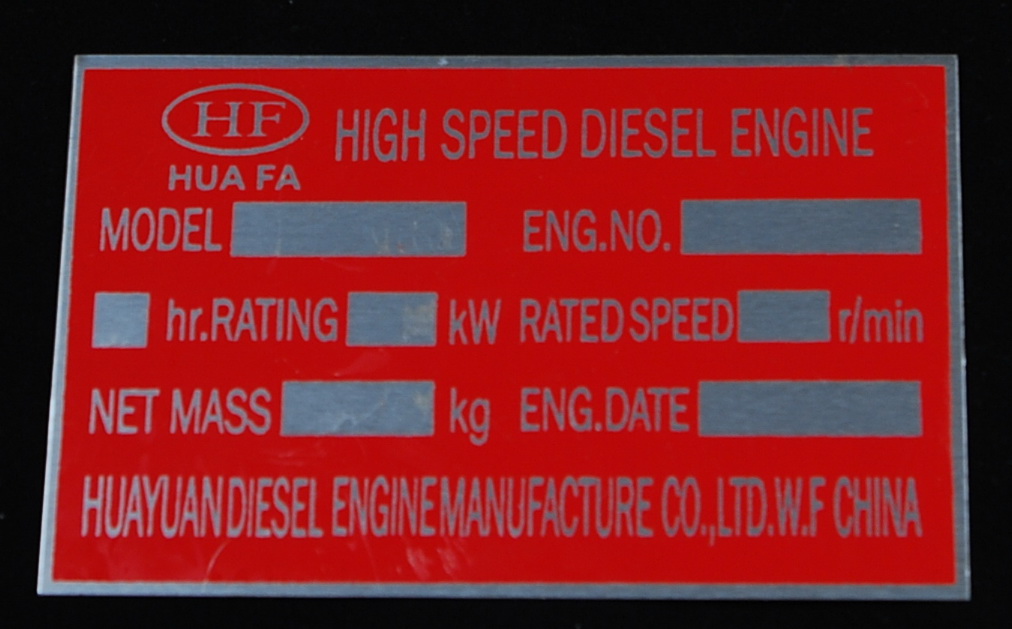 HF
HUA FA
HIGH SPEED DIESEL ENGINE
MODEL ENG.NO.
hr.RATING kW RATED SPEED r/min
NET MASS kg ENG.DATE
HUAYUAN DIESEL ENGINE MANUFACTURE CO.,LTD.W.F CHINA